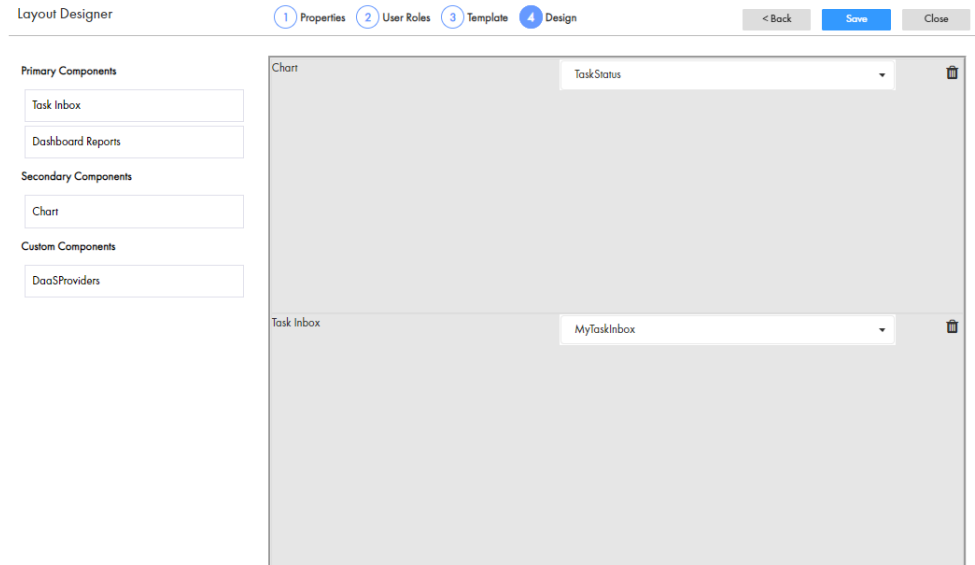 Layout Designer
1 Properties 2 User Roles 3 Template 4 Design
< Back Save Close
Primary Components
Task Inbox
Dashboard Reports
Secondary Components
Chart
Custom Components
DaaSProviders
Chart TaskStatus
Task Inbox MyTaskInbox